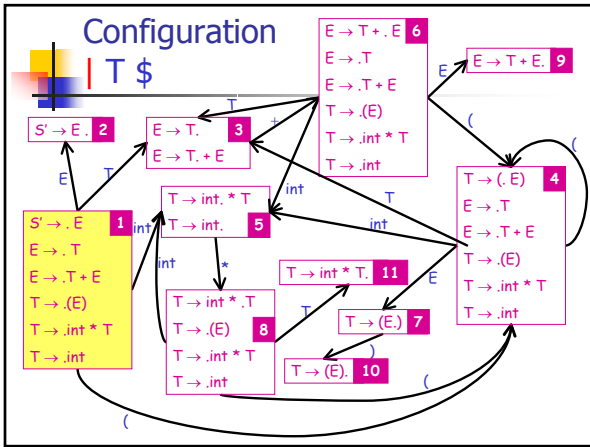 Configuration
| T $
E → T + . E 6
E → .T
E → .T + E
T → .(E)
T → .int * T
T → .int
E → T + E. 9
E
T
+
(
(
S' → E . 2
E → T. 3
E → T. + E
T → (. E) 4
E → .T
E → .T + E
T → .(E)
T → .int * T
T → .int
E
T
int
T
int
T → int. * T
T → int. 5
S' → . E 1
E → . T
E → .T + E
T → .(E)
T → .int * T
T → .int
int
int
*
T → int * T. 11
E
T → int * .T
T → .(E) 8
T → .int * T
T → .int
T
T → (E.) 7
)
T → (E). 10
(
(